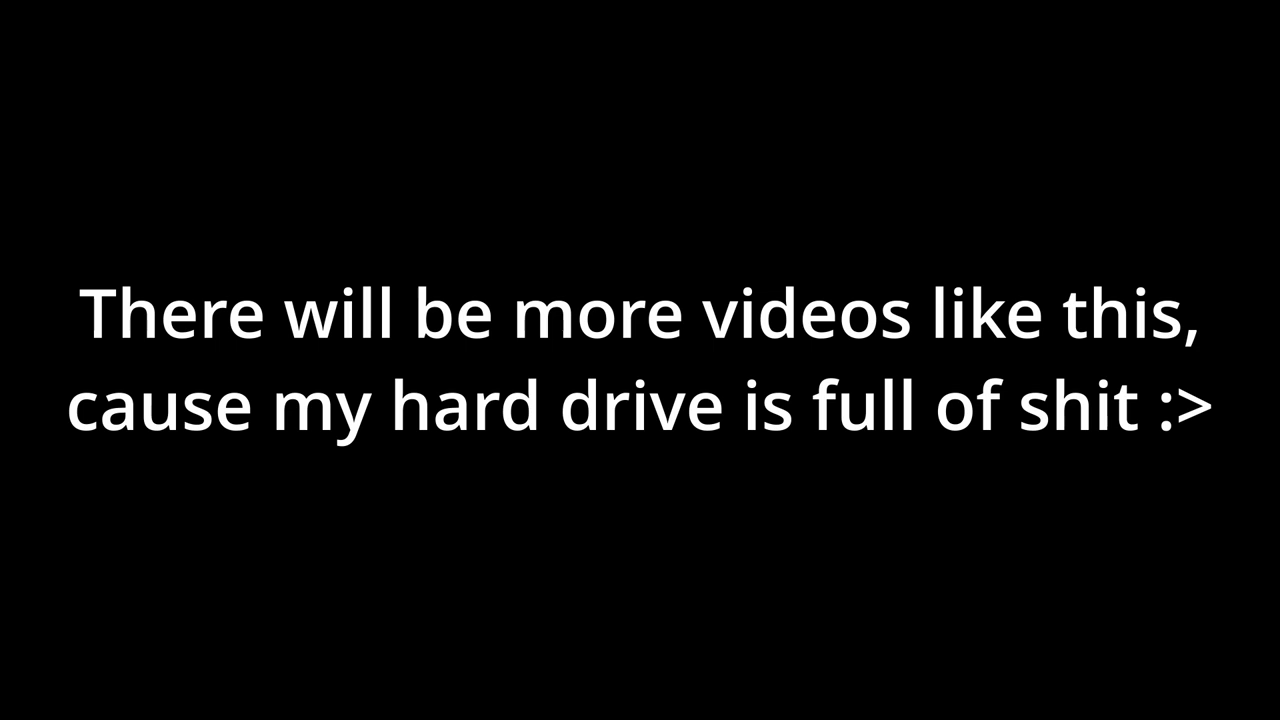 There will be more videos like this,
cause my hard drive is full of shit :>